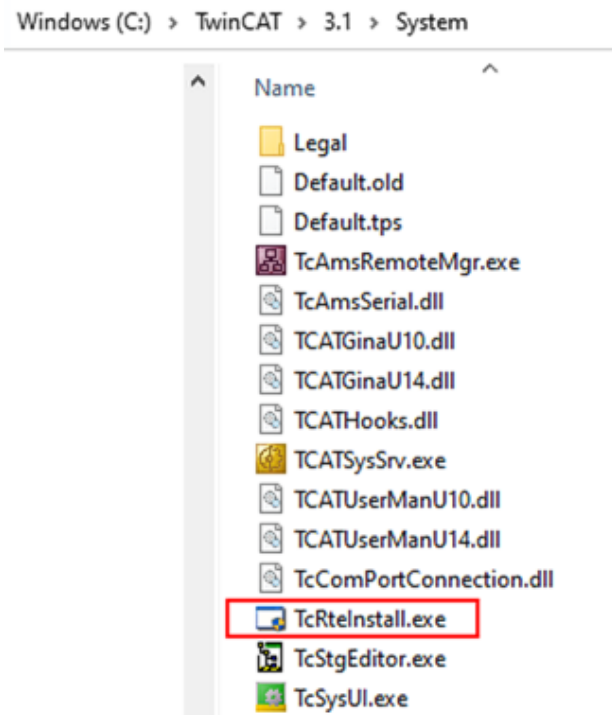 Windows (C:) > TwinCAT > 3.1 > System
Name
Legal
Default.old
Default.tps
TcAmsRemoteMgr.exe
TcAmsSerial.dll
TCATGinaU10.dll
TCATGinaU14.dll
TCATHooks.dll
TCATSysSrv.exe
TCATUserManU10.dll
TCATUserManU14.dll
TcComPortConnection.dll
TcRteInstall.exe
TcStgEditor.exe
TcSysUI.exe